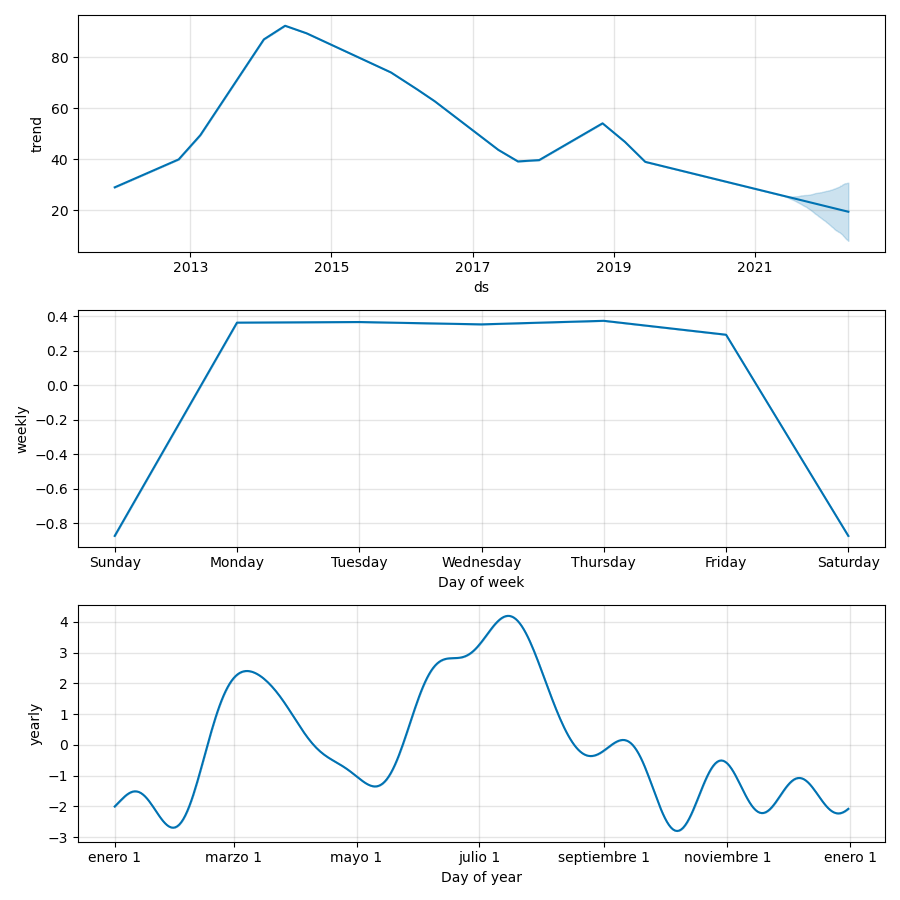 80
60
40
20
trend
2013 2015 2017 2019 2021
ds
0.4
0.2
0.0
−0.2
−0.4
−0.6
−0.8
weekly
Sunday Monday Tuesday Wednesday Thursday Friday Saturday
Day of week
4
3
2
1
0
−1
−2
−3
yearly
enero 1 marzo 1 mayo 1 julio 1 septiembre 1 noviembre 1 enero 1
Day of year